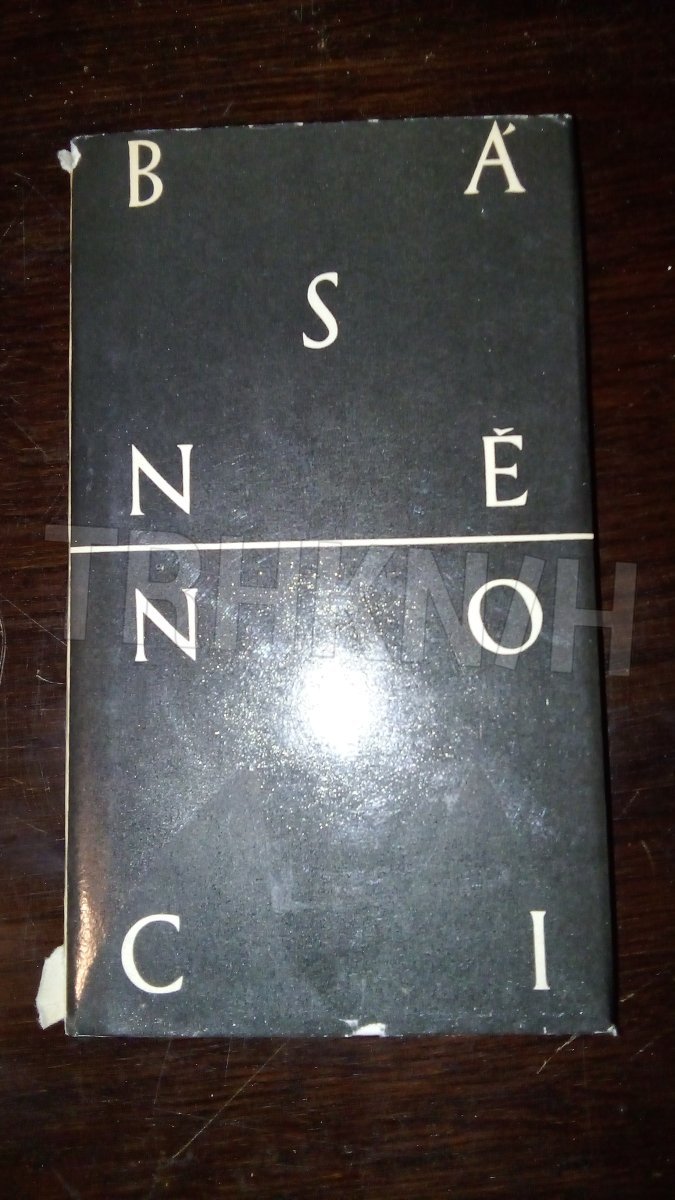 B Á
S
N Ě
TRHKNIH
N O
C I